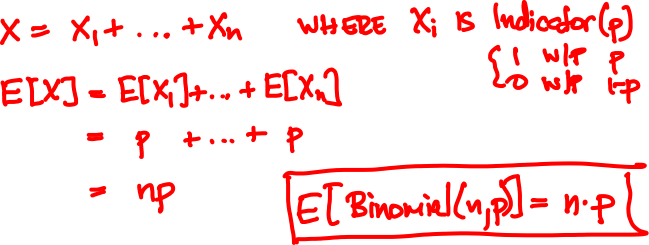 X = X₁ + ... + Xₙ WHERE Xᵢ IS Indicator(p)
{ 1 W/P p
0 W/P 1-p
E[X] = E[X₁] + .. + E[Xₙ]
= p + ... + p
= np
E[Binomial(n,p)] = n·p